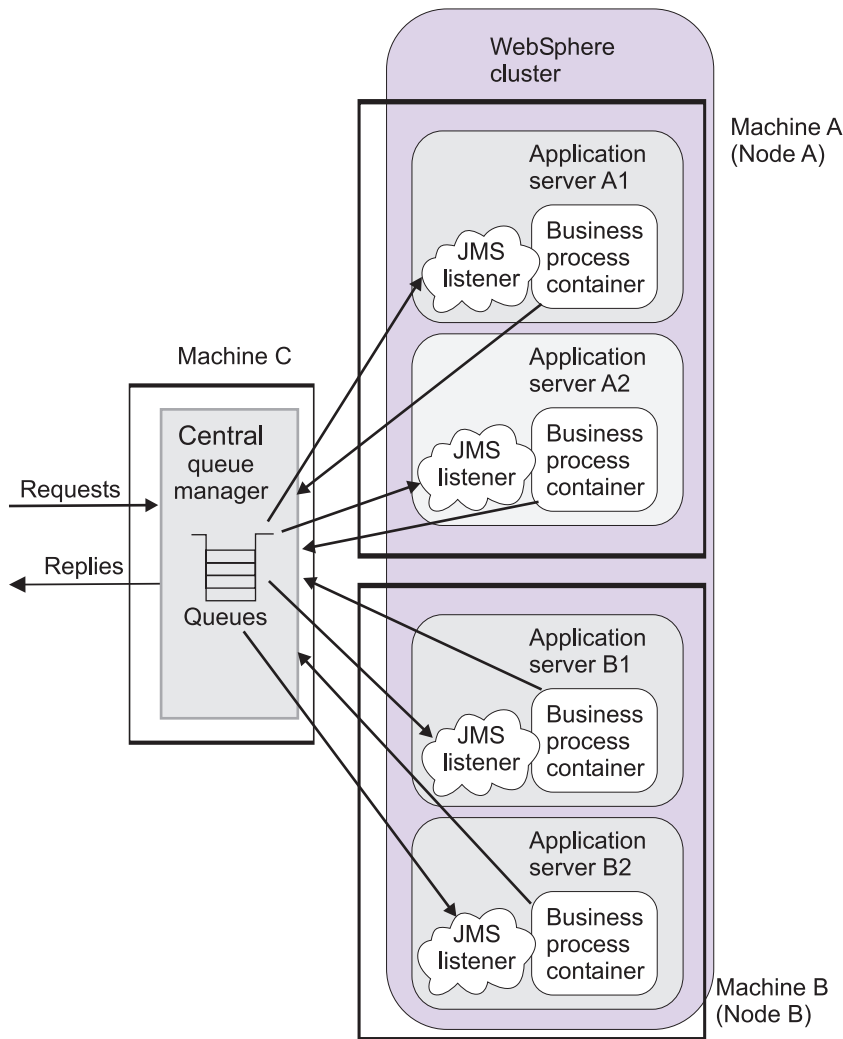 WebSphere
cluster
Machine A
(Node A)
Application
server A1
JMS
listener
Business
process
container
Application
server A2
JMS
listener
Business
process
container
Machine C
Central
queue
manager
Requests
Replies
Queues
Application
server B1
JMS
listener
Business
process
container
Application
server B2
JMS
listener
Business
process
container
Machine B
(Node B)